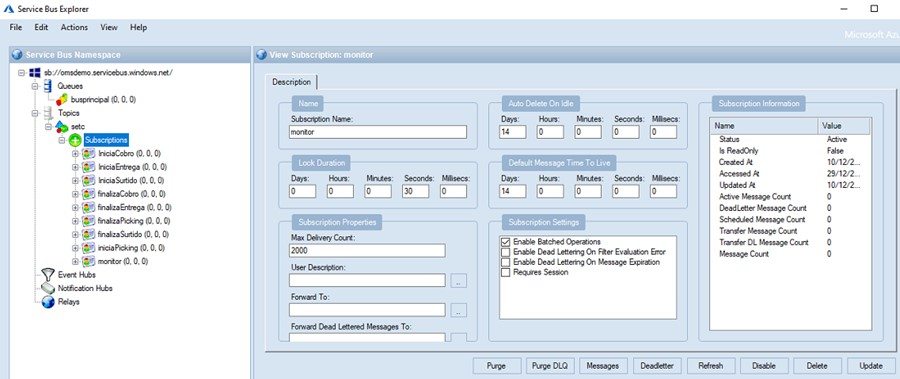 Service Bus Explorer
File Edit Actions View Help
Microsoft Azu
Service Bus Namespace
sb://omsdemo.servicebus.windows.net/
Queues
busprincipal (0, 0, 0)
Topics
setc
Subscriptions
IniciaCobro (0, 0, 0)
IniciaEntrega (0, 0, 0)
IniciaSurtido (0, 0, 0)
finalizaCobro (0, 0, 0)
finalizaEntrega (0, 0, 0)
finalizaPicking (0, 0, 0)
finalizaSurtido (0, 0, 0)
iniciaPicking (0, 0, 0)
monitor (0, 0, 0)
Event Hubs
Notification Hubs
Relays
View Subscription: monitor
Description
Name
Subscription Name:
monitor
Auto Delete On Idle
Days: Hours: Minutes: Seconds: Millisecs:
14 0 0 0 0
Lock Duration
Days: Hours: Minutes: Seconds: Millisecs:
0 0 0 30 0
Default Message Time To Live
Days: Hours: Minutes: Seconds: Millisecs:
14 0 0 0 0
Subscription Properties
Max Delivery Count:
2000
User Description:
..
Forward To:
..
Forward Dead Lettered Messages To:
Subscription Settings
Enable Batched Operations
Enable Dead Lettering On Filter Evaluation Error
Enable Dead Lettering On Message Expiration
Requires Session
Subscription Information
Name Value
Status Active
Is ReadOnly False
Created At 10/12/2...
Accessed At 29/12/2...
Updated At 10/12/2...
Active Message Count 0
DeadLetter Message Count 0
Scheduled Message Count 0
Transfer Message Count 0
Transfer DL Message Count 0
Message Count 0
Purge Purge DLQ Messages Deadletter Refresh Disable Delete Update